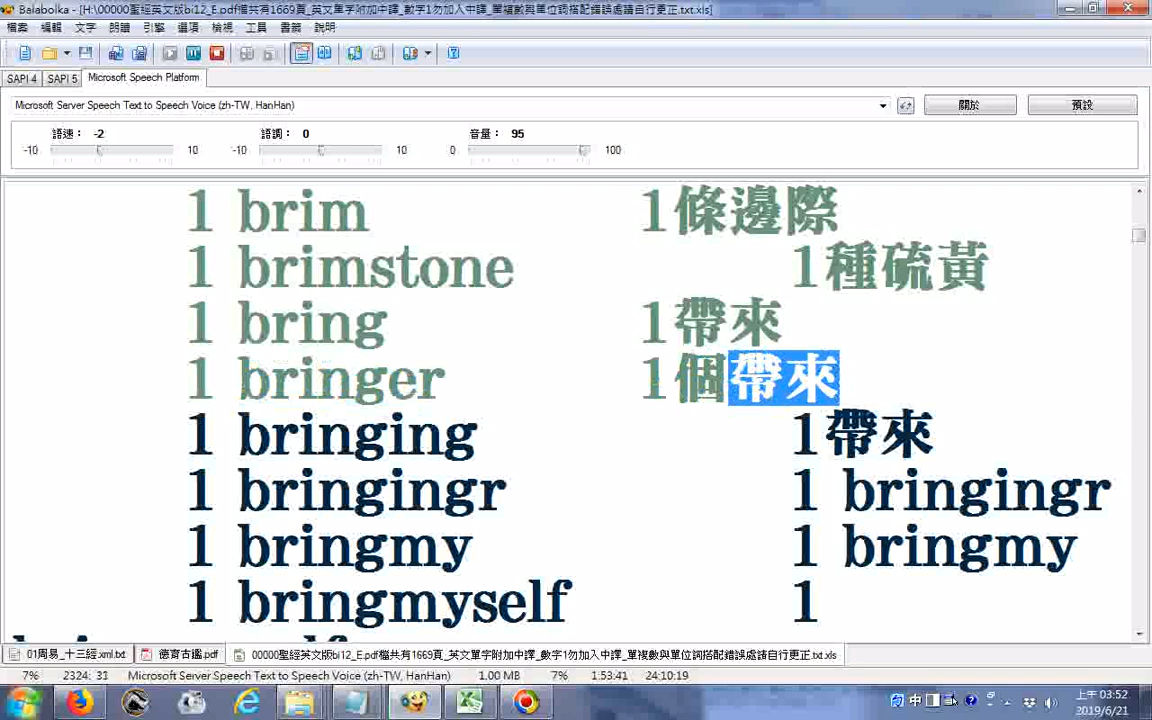 Balabolka - [H:\00000聖經英文版bi12_E.pdf檔共有1669頁_英文單字附加中譯_數字1勿加入中譯_單複數與單位詞搭配錯誤處請自行更正.txt.xls]
檔案 編輯 文字 朗讀 引擎 選項 檢視 工具 書籤 說明
SAPI 4 SAPI 5 Microsoft Speech Platform
Microsoft Server Speech Text to Speech Voice (zh-TW, HanHan) 關於 預設
語速： -2 語調： 0 音量： 95
-10 10 -10 10 0 100
1 brim 1條邊際
1 brimstone 1種硫黃
1 bring 1帶來
1 bringer 1個帶來
1 bringing 1帶來
1 bringingr 1 bringingr
1 bringmy 1 bringmy
1 bringmyself 1
01周易_十三經.xml.txt 德育古鑑.pdf 00000聖經英文版bi12_E.pdf檔共有1669頁_英文單字附加中譯_數字1勿加入中譯_單複數與單位詞搭配錯誤處請自行更正.txt.xls
7% 2324: 31 Microsoft Server Speech Text to Speech Voice (zh-TW, HanHan) 1.00 MB 7% 1:53:41 24:10:19
中 上午 03:52
2019/6/21